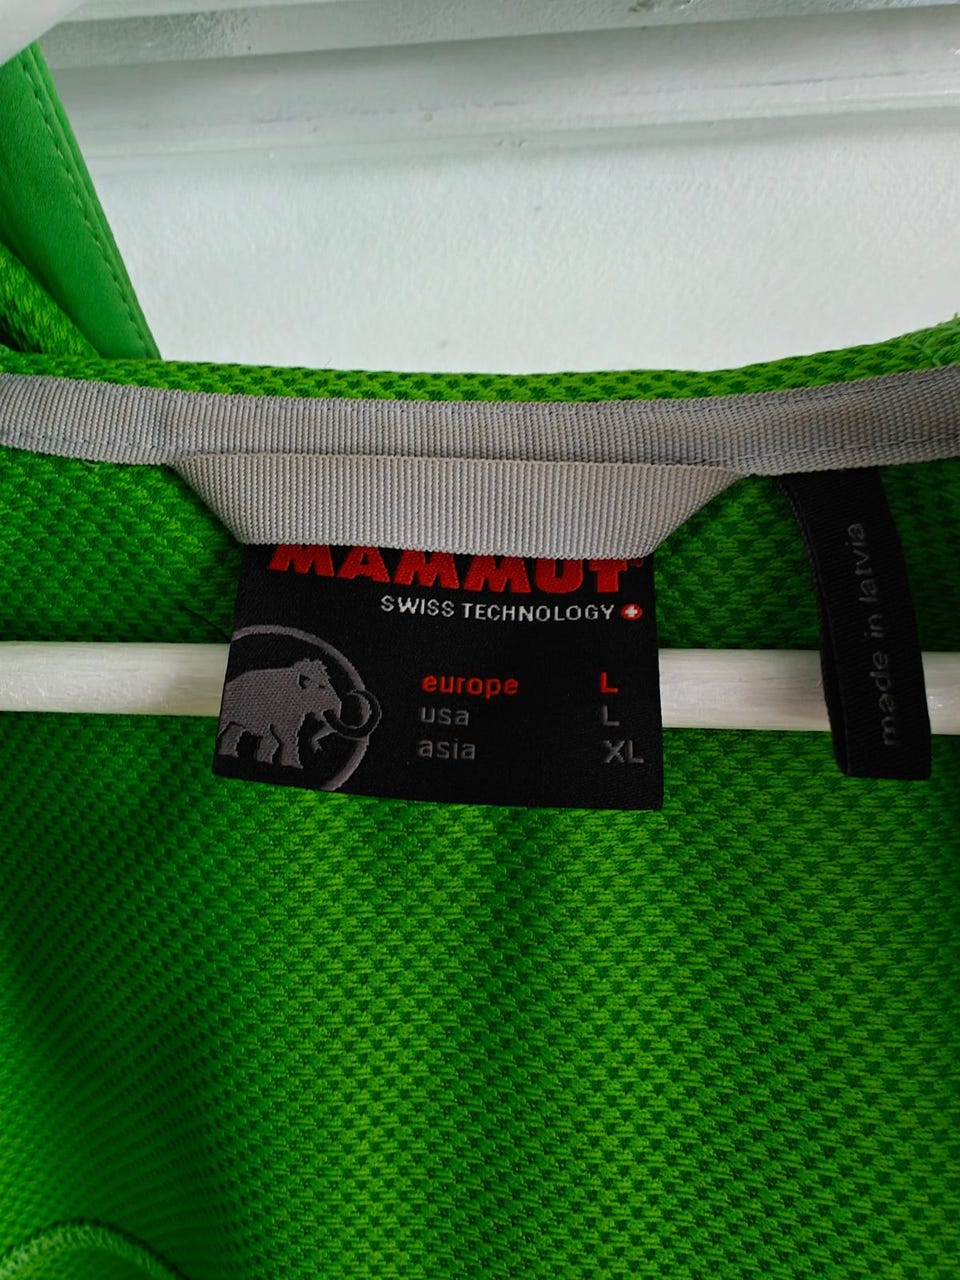 MAMMUT
SWISS TECHNOLOGY
europe L
usa L
asia XL
made in latvia